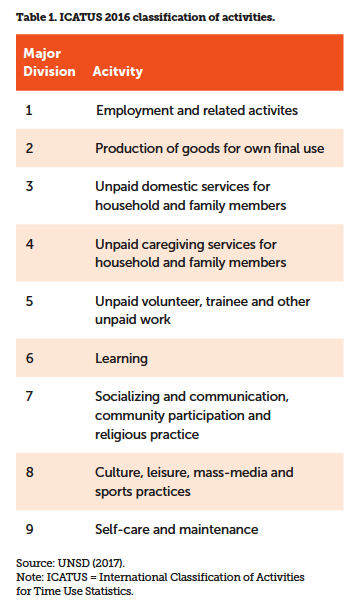 Table 1. ICATUS 2016 classification of activities.
Major
Division Acitvity
1 Employment and related activites
2 Production of goods for own final use
3 Unpaid domestic services for
household and family members
4 Unpaid caregiving services for
household and family members
5 Unpaid volunteer, trainee and other
unpaid work
6 Learning
7 Socializing and communication,
community participation and
religious practice
8 Culture, leisure, mass-media and
sports practices
9 Self-care and maintenance
Source: UNSD (2017).
Note: ICATUS = International Classification of Activities
for Time Use Statistics.